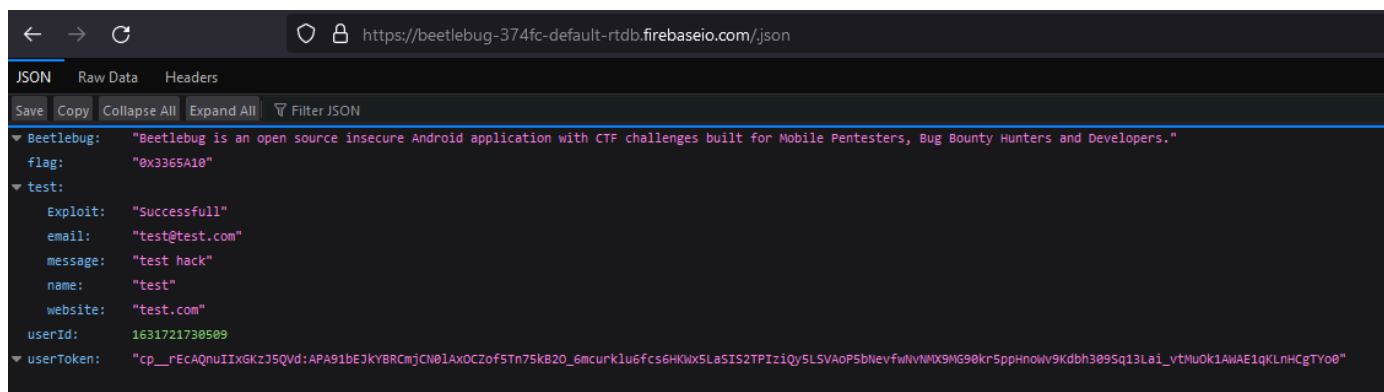 https://beetlebug-374fc-default-rtdb.firebaseio.com/.json
JSON Raw Data Headers
Save Copy Collapse All Expand All Filter JSON
Beetlebug: "Beetlebug is an open source insecure Android application with CTF challenges built for Mobile Pentesters, Bug Bounty Hunters and Developers."
flag: "0x3365A10"
test:
Exploit: "Successfull"
email: "test@test.com"
message: "test hack"
name: "test"
website: "test.com"
userId: 1631721730509
userToken: